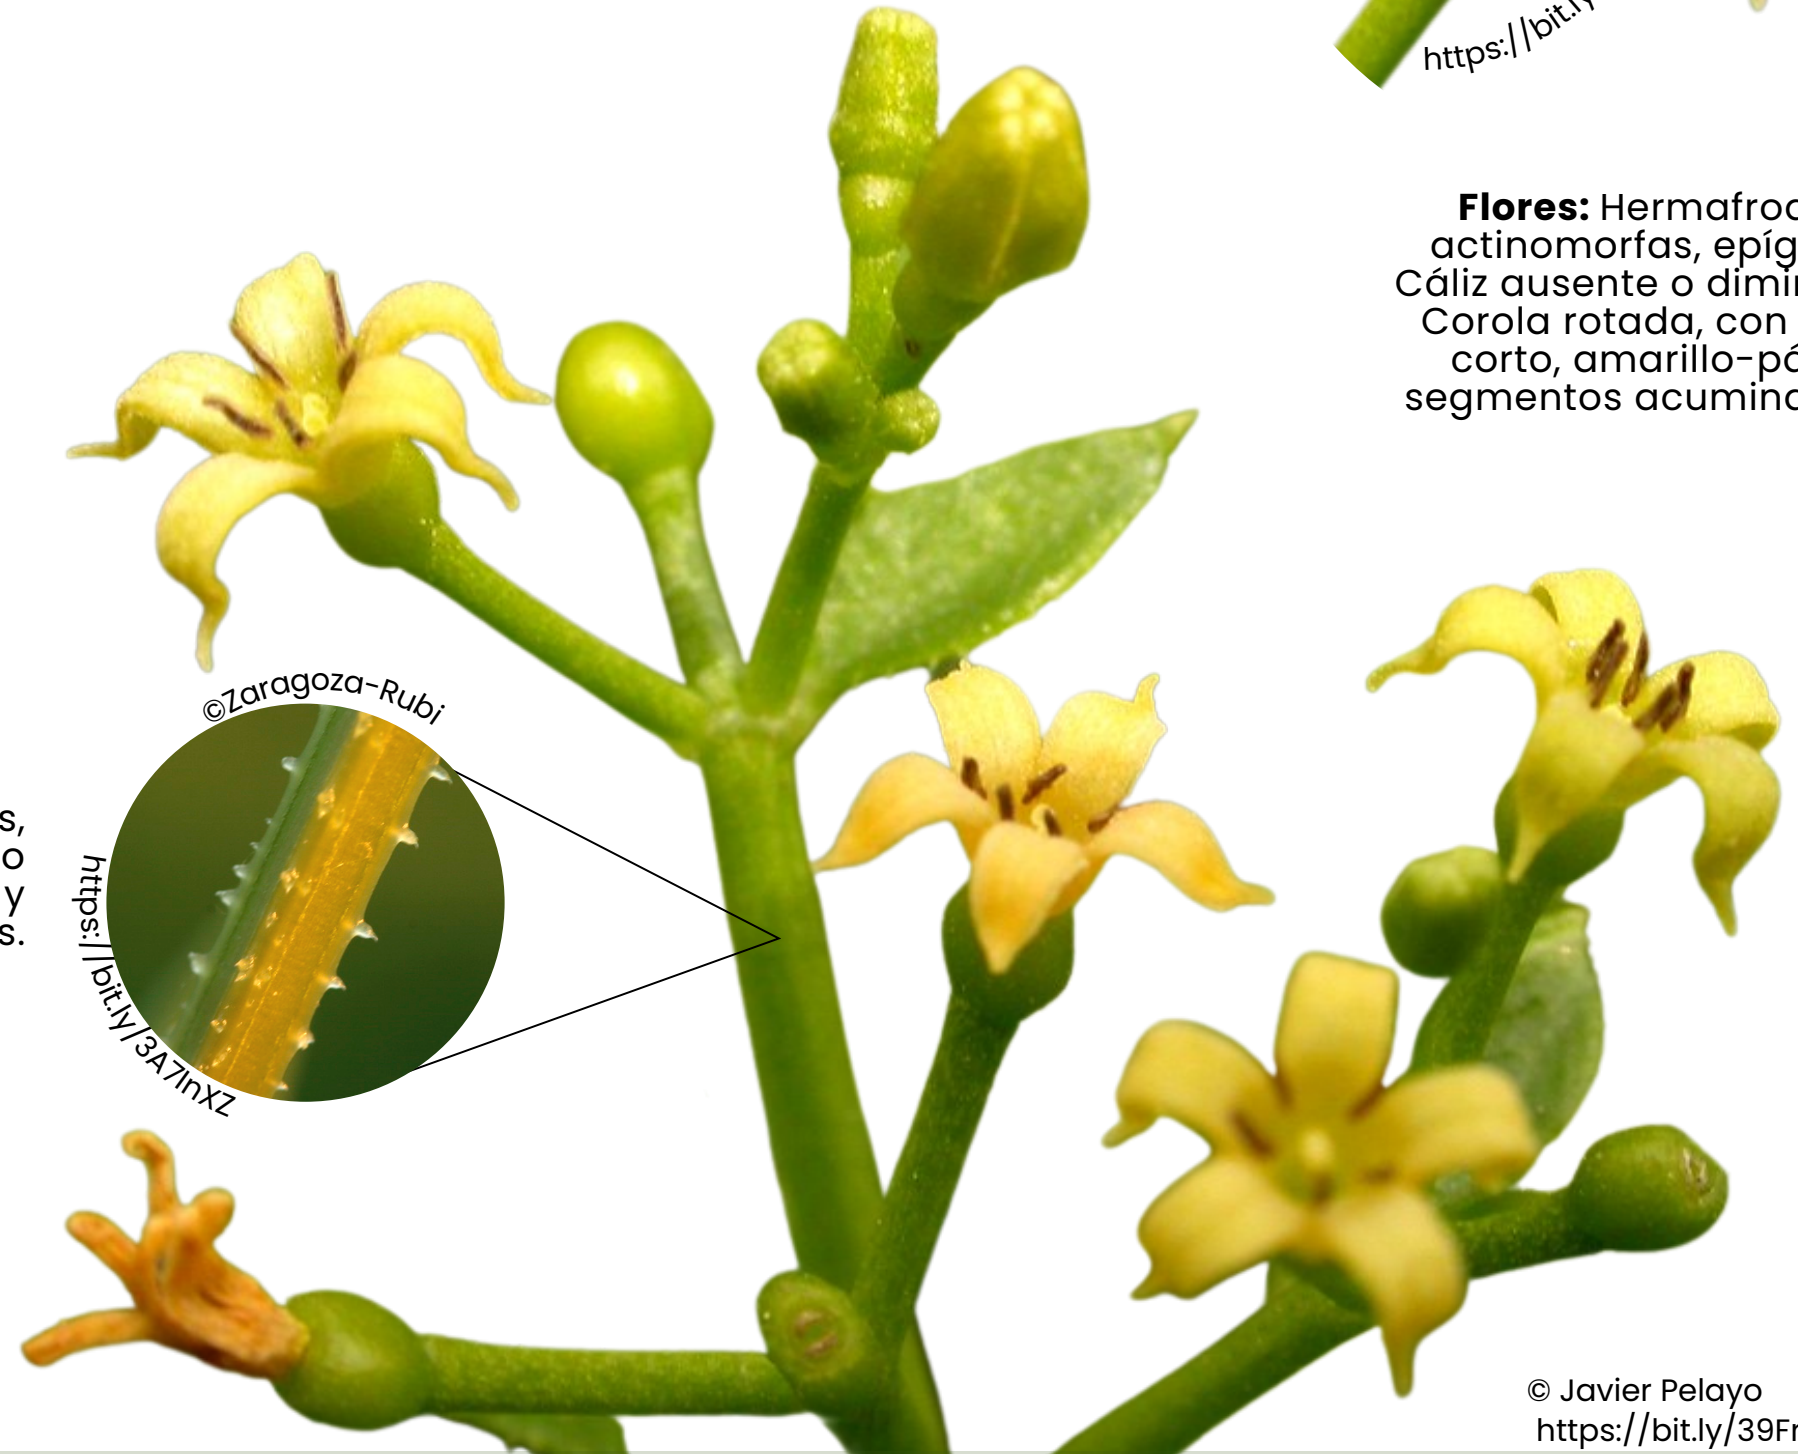 https://bit.ly
Flores: Hermafrod
actinomorfas, epíg
Cáliz ausente o dimin
Corola rotada, con
corto, amarillo-pá
segmentos acumina
©Zaragoza-Rubi
https://bit.ly/3A7InXZ
s,
o
y
s.
© Javier Pelayo
https://bit.ly/39Fr